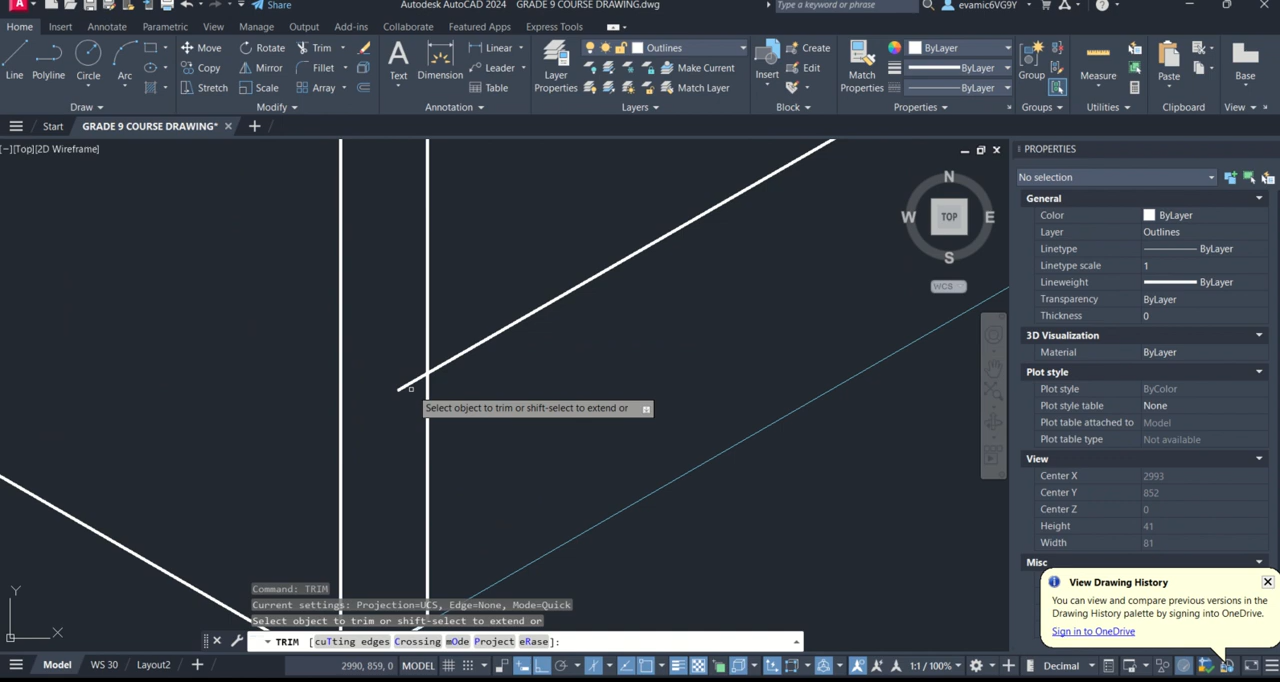 A Share Autodesk AutoCAD 2024 GRADE 9 COURSE DRAWING.dwg Type a keyword or phrase evamic6VG9Y
Home Insert Annotate Parametric View Manage Output Add-ins Collaborate Featured Apps Express Tools
Line Polyline Circle Arc
Move Rotate Trim
Copy Mirror Fillet
Stretch Scale Array
Text Dimension
Linear
Leader
Table
Layer Properties
Outlines
Make Current
Match Layer
Insert
Create
Edit
Match Properties
ByLayer
ByLayer
ByLayer
Group
Measure
Paste
Base
Draw Modify Annotation Layers Block Properties Groups Utilities Clipboard View
Start GRADE 9 COURSE DRAWING*
[−][Top][2D Wireframe]
N
W TOP E
S
WCS
Select object to trim or shift-select to extend or
PROPERTIES
No selection
General
Color ByLayer
Layer Outlines
Linetype ByLayer
Linetype scale 1
Lineweight ByLayer
Transparency ByLayer
Thickness 0
3D Visualization
Material ByLayer
Plot style
Plot style ByColor
Plot style table None
Plot table attached to Model
Plot table type Not available
View
Center X 2993
Center Y 852
Center Z 0
Height 41
Width 81
Misc
View Drawing History
You can view and compare previous versions in the
Drawing History palette by signing into OneDrive.
Sign in to OneDrive
Y
X
Command: TRIM
Current settings: Projection=UCS, Edge=None, Mode=Quick
Select object to trim or shift-select to extend or
TRIM [cuTting edges Crossing mOde Project eRase]:
Model WS 30 Layout2 2990, 859, 0 MODEL 1:1 / 100% Decimal